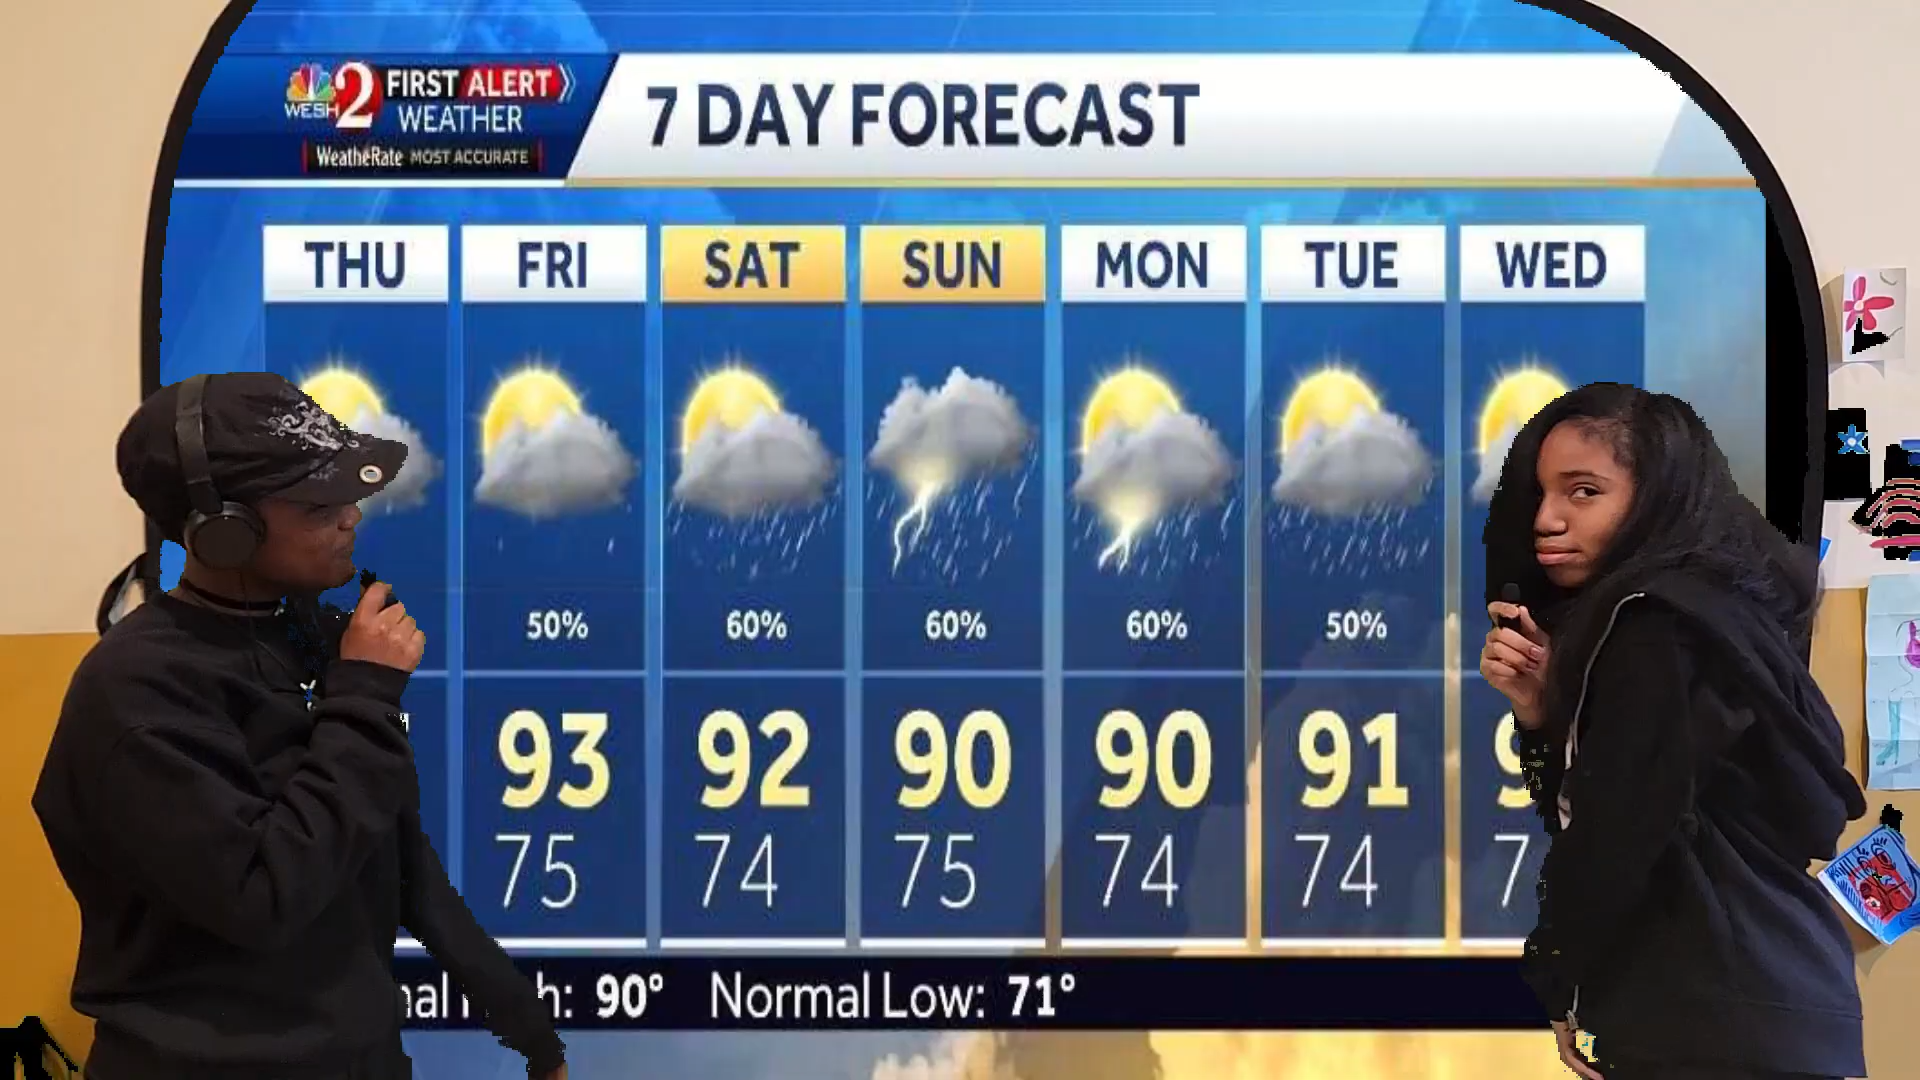 WESH 2 FIRST ALERT
WEATHER
WeatheRate MOST ACCURATE
7 DAY FORECAST
THU FRI SAT SUN MON TUE WED
50% 60% 60% 60% 50%
93 92 90 90 91
75 74 75 74 74
90° Normal Low: 71°